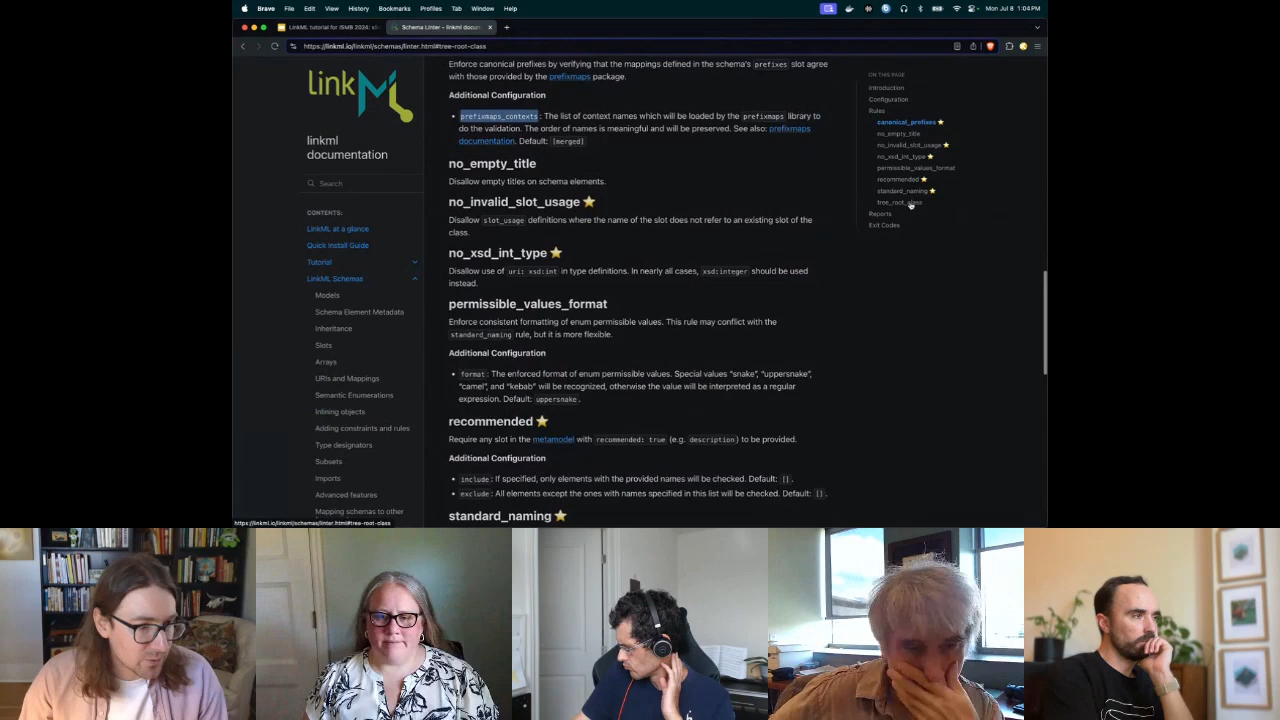 Brave File Edit View History Bookmarks Profiles Tab Window Help
Mon Jul 8 1:04 PM
LinkML tutorial for ISMB 2024: sl
Schema Linter - linkml docu
https://linkml.io/linkml/schemas/linter.html#tree-root-class
link ML
linkml
documentation
Search
CONTENTS:
LinkML at a glance
Quick Install Guide
Tutorial
LinkML Schemas
Models
Schema Element Metadata
Inheritance
Slots
Arrays
URIs and Mappings
Semantic Enumerations
Inlining objects
Adding constraints and rules
Type designators
Subsets
Imports
Advanced features
Mapping schemas to other
https://linkml.io/linkml/schemas/linter.html#tree-root-class
Enforce canonical prefixes by verifying that the mappings defined in the schema's prefixes slot agree
with those provided by the prefixmaps package.
Additional Configuration
• prefixmaps_contexts: The list of context names which will be loaded by the prefixmaps library to
do the validation. The order of names is meaningful and will be preserved. See also: prefixmaps
documentation. Default: [merged]
no_empty_title
Disallow empty titles on schema elements.
no_invalid_slot_usage
Disallow slot_usage definitions where the name of the slot does not refer to an existing slot of the
class.
no_xsd_int_type
Disallow use of uri: xsd:int in type definitions. In nearly all cases, xsd:integer should be used
instead.
permissible_values_format
Enforce consistent formatting of enum permissible values. This rule may conflict with the
standard_naming rule, but it is more flexible.
Additional Configuration
• format: The enforced format of enum permissible values. Special values "snake", "uppersnake",
"camel", and "kebab" will be recognized, otherwise the value will be interpreted as a regular
expression. Default: uppersnake.
recommended
Require any slot in the metamodel with recommended: true (e.g. description) to be provided.
Additional Configuration
• include: If specified, only elements with the provided names will be checked. Default: [].
• exclude: All elements except the ones with names specified in this list will be checked. Default: [].
standard_naming
ON THIS PAGE
Introduction
Configuration
Rules
canonical_prefixes
no_empty_title
no_invalid_slot_usage
no_xsd_int_type
permissible_values_format
recommended
standard_naming
tree_root_class
Reports
Exit Codes